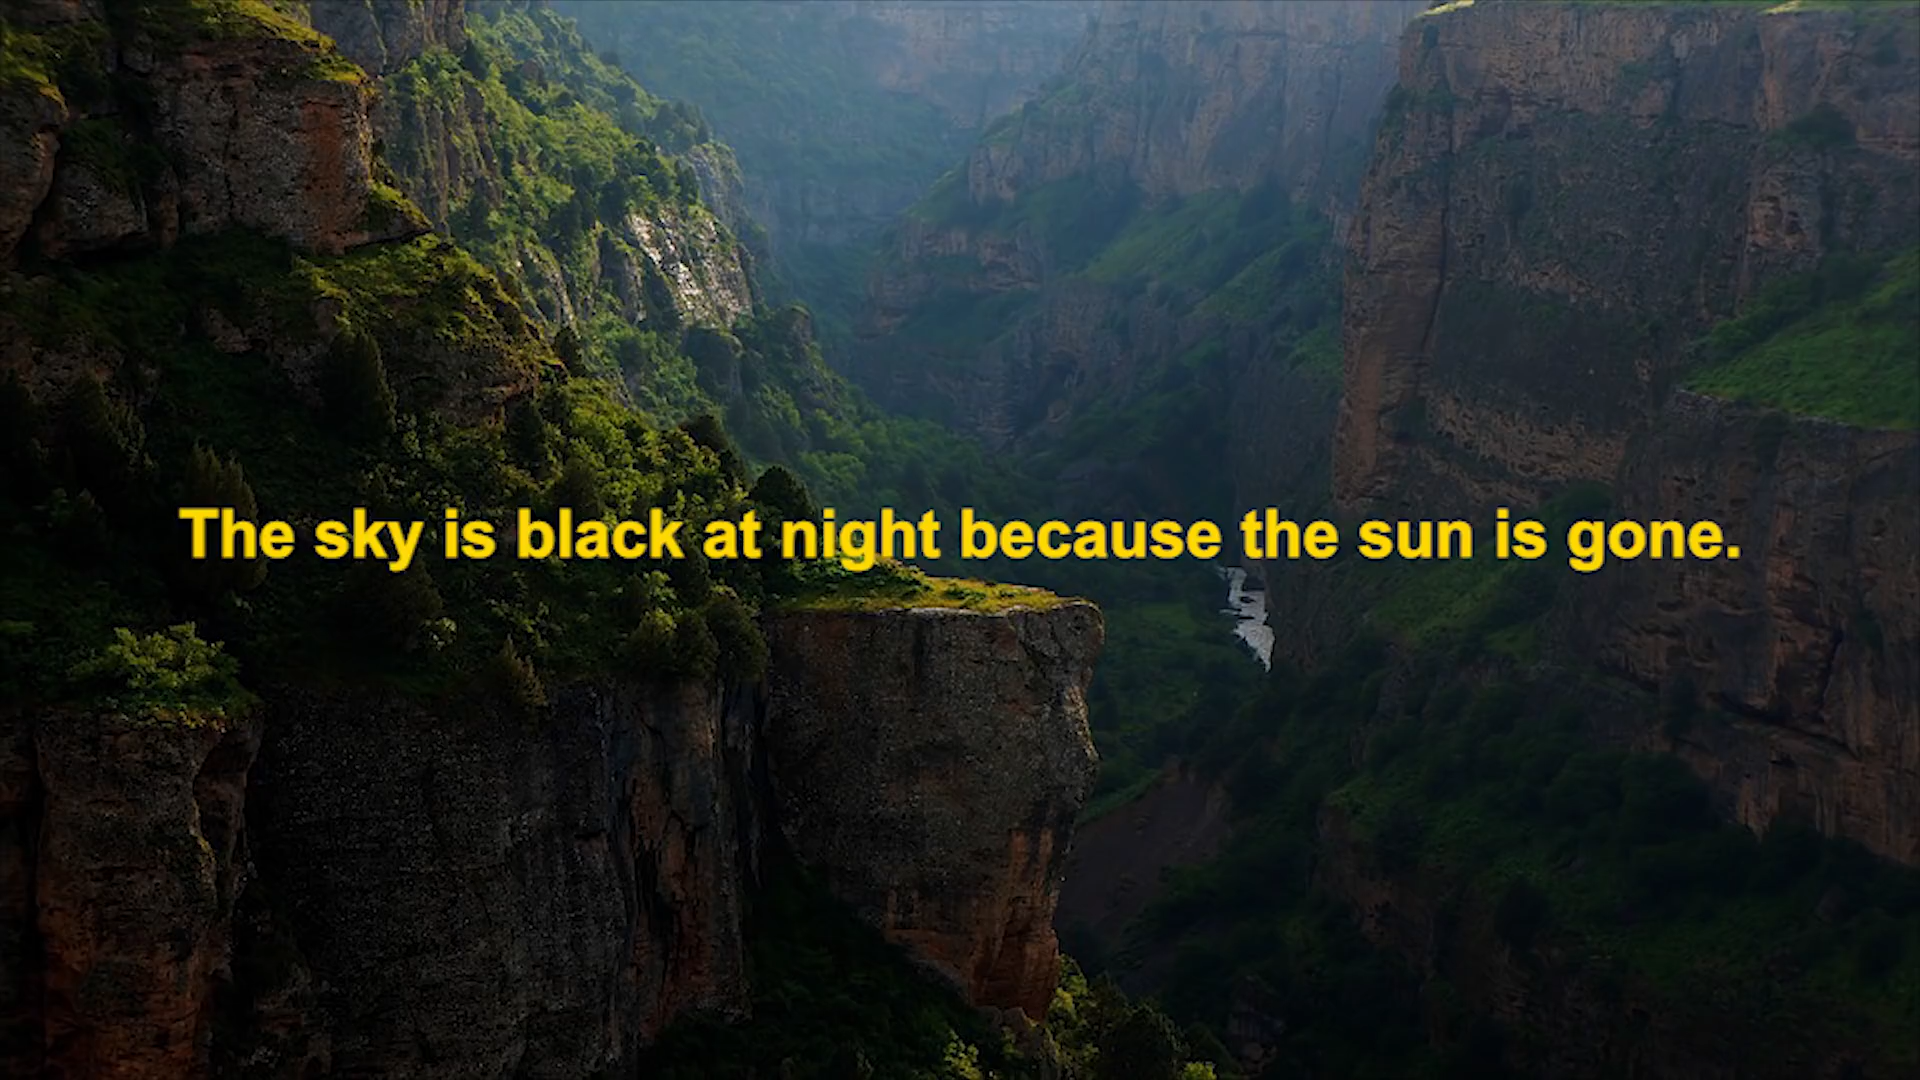 The sky is black at night because the sun is gone.